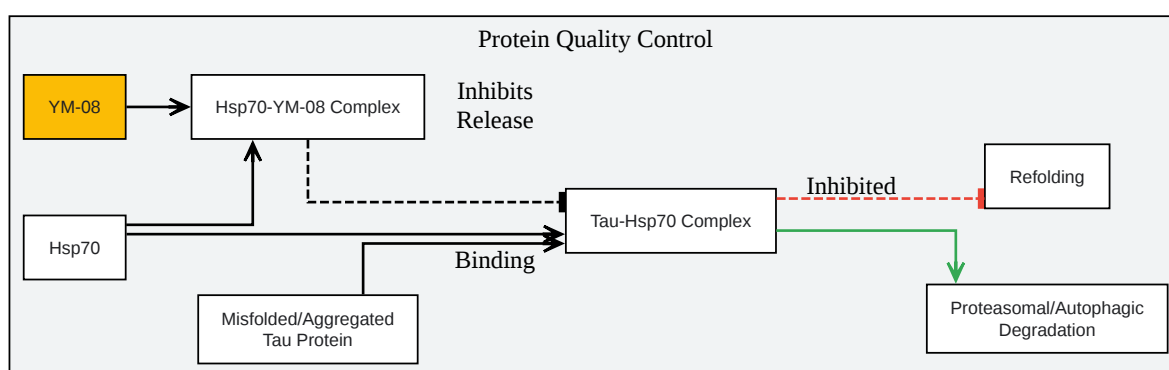 Protein Quality Control
YM-08
Hsp70-YM-08 Complex
Inhibits
Release
Inhibited
Refolding
Tau-Hsp70 Complex
Hsp70
Binding
Misfolded/Aggregated
Tau Protein
Proteasomal/Autophagic
Degradation